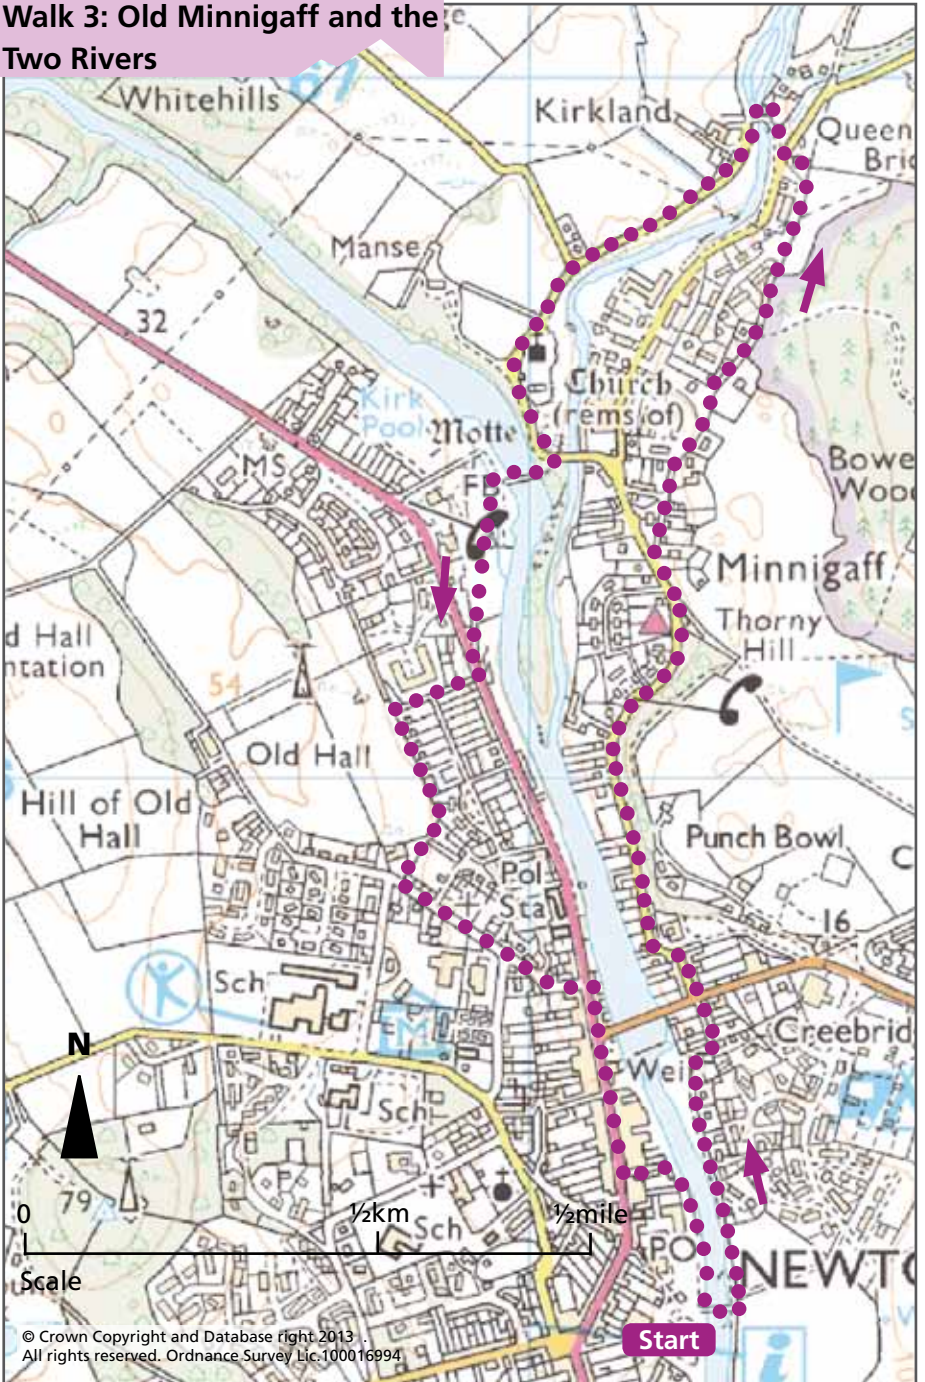 Walk 3: Old Minnigaff and the
Two Rivers
67
Whitehills
Kirkland
Queen
Manse
32
Kirk
Pool
Motte
Church
(rems of)
MS
FB
Bowe
Minnigaff
Thorny
Hill
d Hall
ntation
54
Old Hall
Hill of Old
Hall
Punch Bowl
C
Pol
Sta
16
Sch
M
N
Creebrid
Weir
Sch
P
79
0
½km
½mile
Sch
PO
NEWTO
Scale
Start
i
© Crown Copyright and Database right 2013 .
All rights reserved. Ordnance Survey Lic.100016994